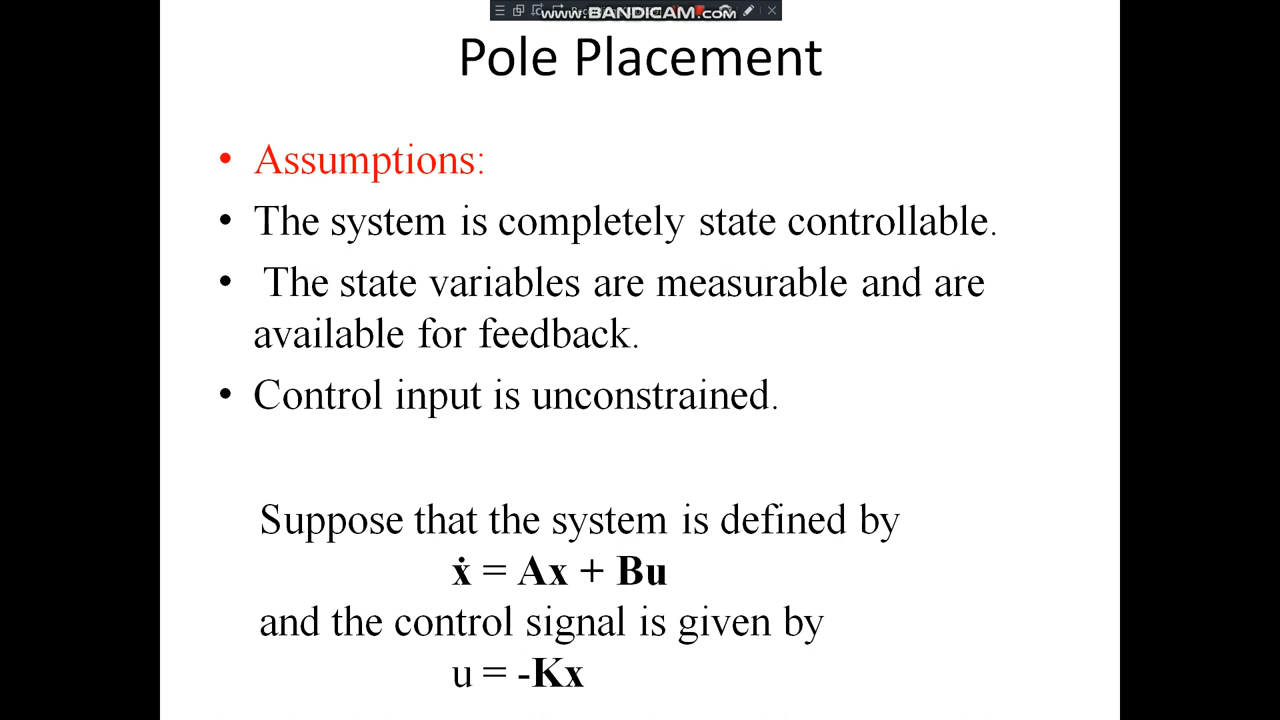 www.BANDICAM.com
Pole Placement
• Assumptions:
• The system is completely state controllable.
• The state variables are measurable and are
available for feedback.
• Control input is unconstrained.
Suppose that the system is defined by
ẋ = Ax + Bu
and the control signal is given by
u = -Kx